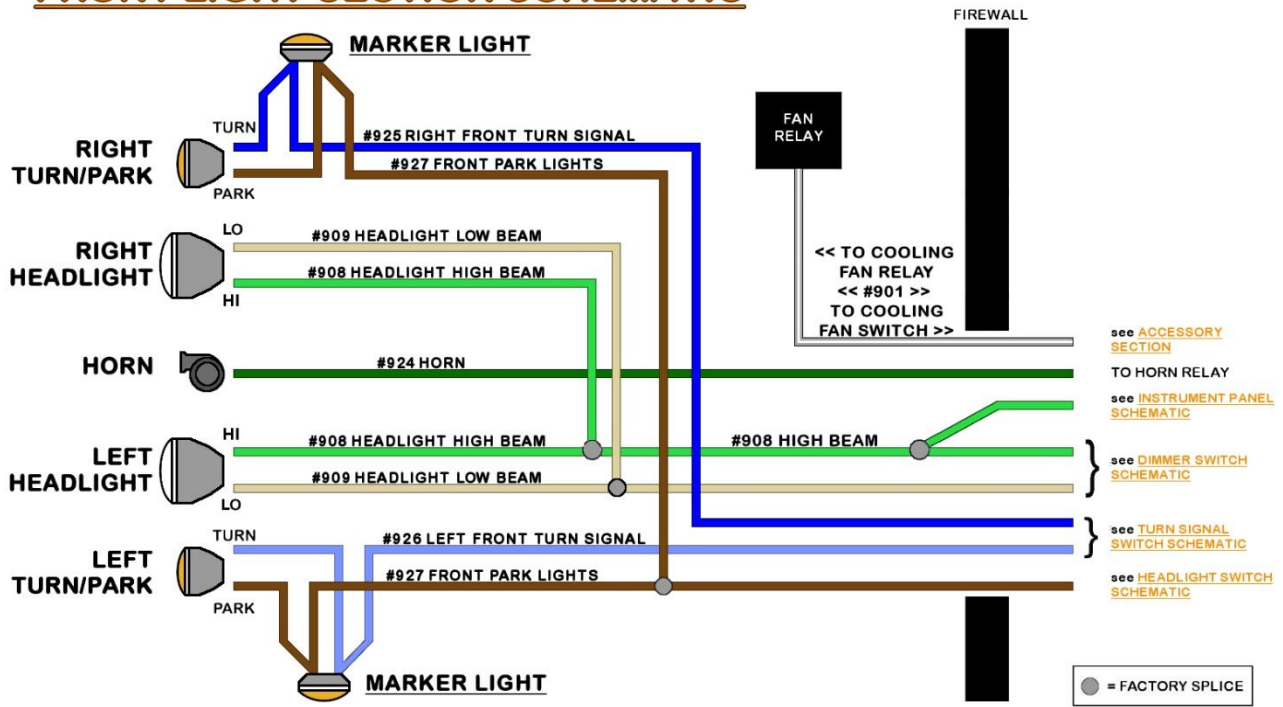 FRONT LIGHT SECTION SCHEMATIC
FIREWALL
MARKER LIGHT
FAN
RELAY
TURN
#925 RIGHT FRONT TURN SIGNAL
RIGHT
TURN/PARK
#927 FRONT PARK LIGHTS
PARK
LO
#909 HEADLIGHT LOW BEAM
RIGHT
HEADLIGHT
#908 HEADLIGHT HIGH BEAM
HI
<< TO COOLING
FAN RELAY
<< #901 >>
TO COOLING
FAN SWITCH >>
see ACCESSORY
SECTION
HORN
#924 HORN
TO HORN RELAY
see INSTRUMENT PANEL
SCHEMATIC
HI
#908 HEADLIGHT HIGH BEAM
#908 HIGH BEAM
LEFT
HEADLIGHT
#909 HEADLIGHT LOW BEAM
LO
see DIMMER SWITCH
SCHEMATIC
TURN
#926 LEFT FRONT TURN SIGNAL
see TURN SIGNAL
SWITCH SCHEMATIC
LEFT
TURN/PARK
#927 FRONT PARK LIGHTS
PARK
see HEADLIGHT SWITCH
SCHEMATIC
MARKER LIGHT
= FACTORY SPLICE